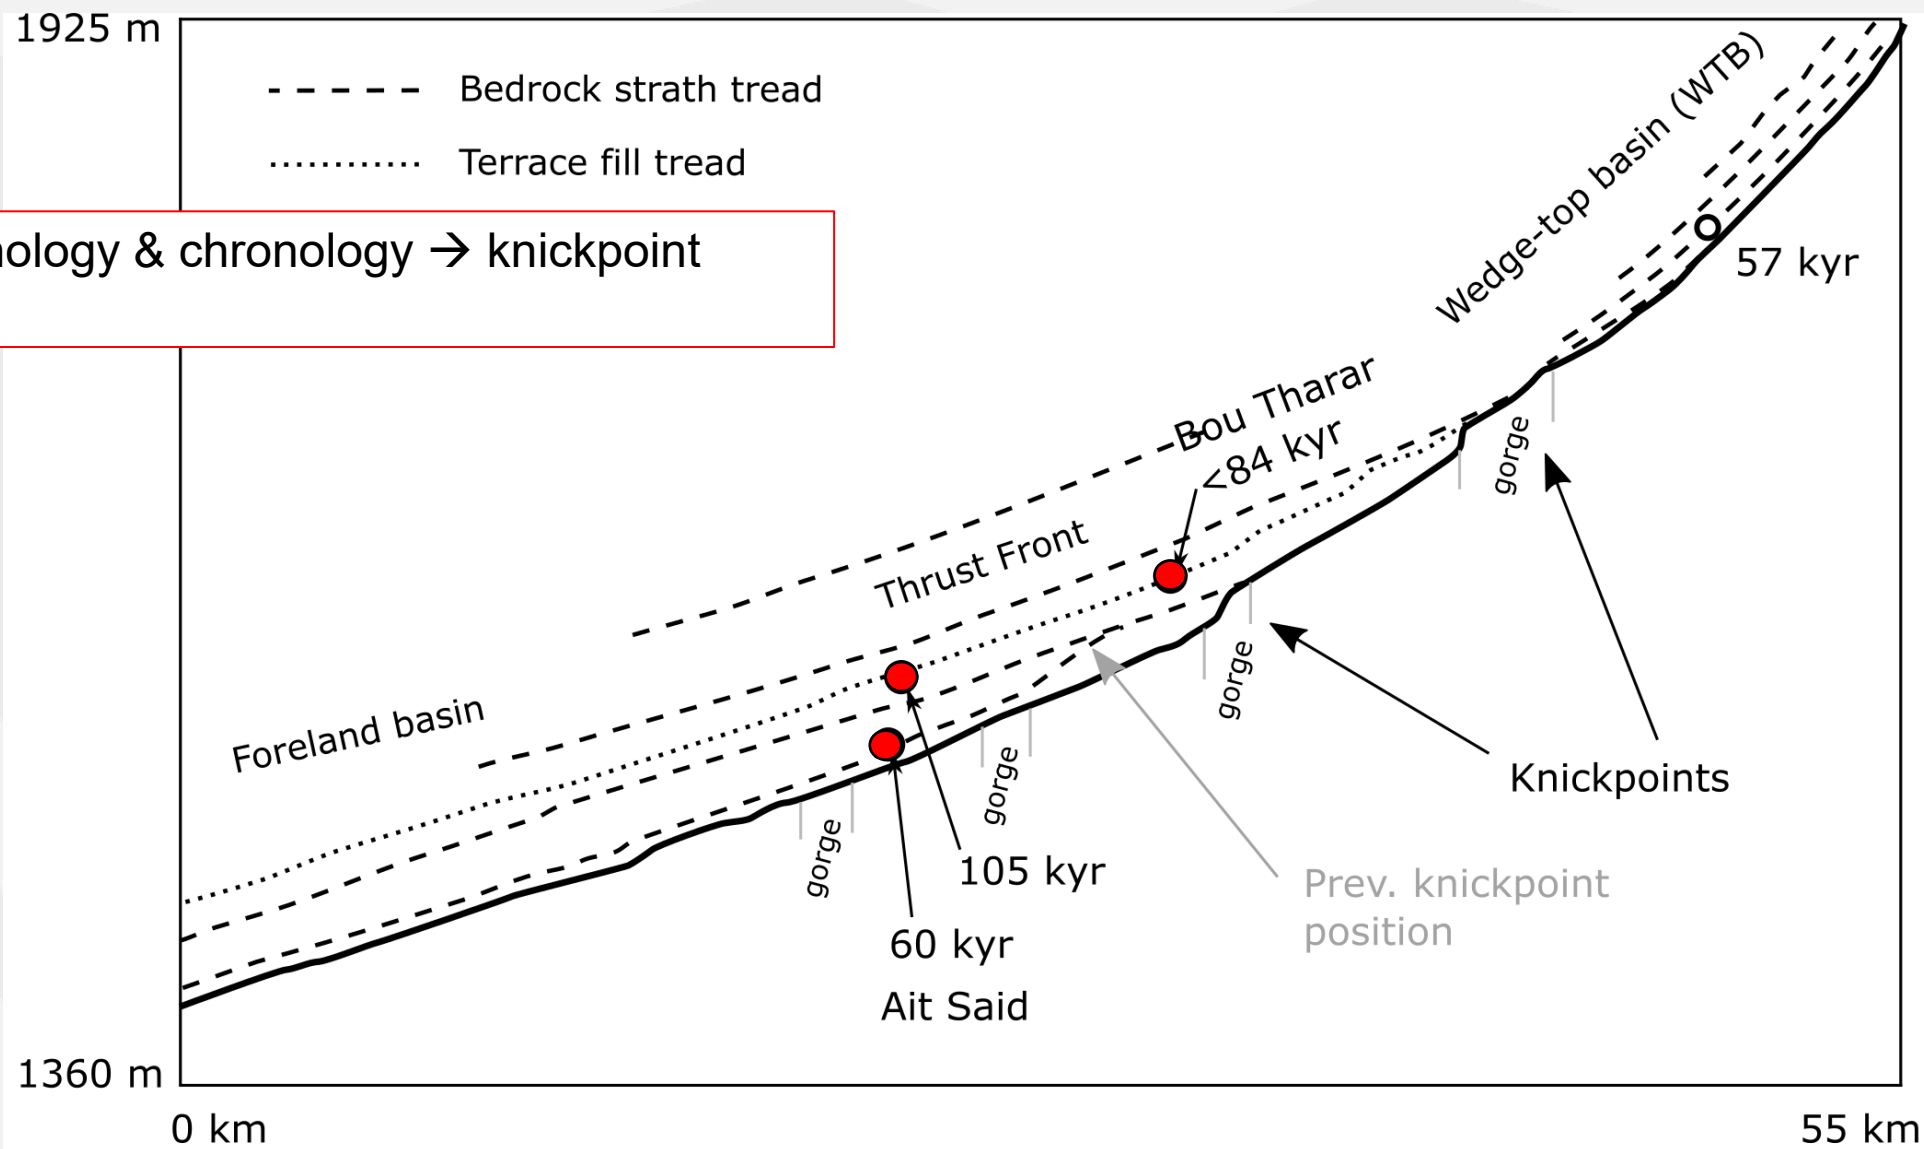 1925 m
Bedrock strath tread
Terrace fill tread
nology & chronology → knickpoint
Wedge-top basin (WTB)
57 kyr
Bou Tharar
<84 kyr
gorge
Thrust Front
gorge
Foreland basin
Knickpoints
gorge
gorge
105 kyr
Prev. knickpoint
position
60 kyr
Ait Said
1360 m
0 km
55 km